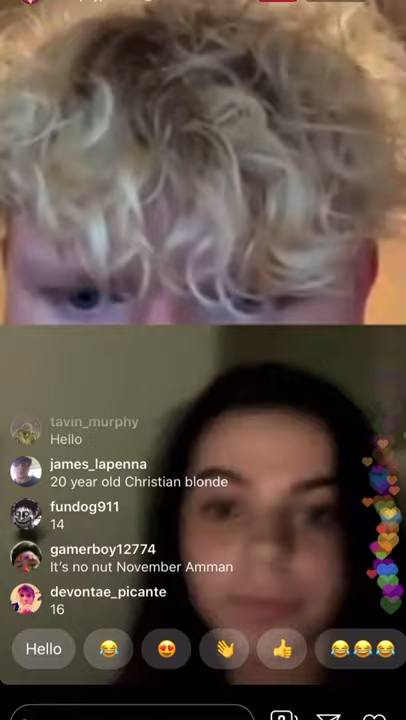 tavin_murphy
Hello
james_lapenna
20 year old Christian blonde
fundog911
14
gamerboy12774
It's no nut November Amman
devontae_picante
16
Hello